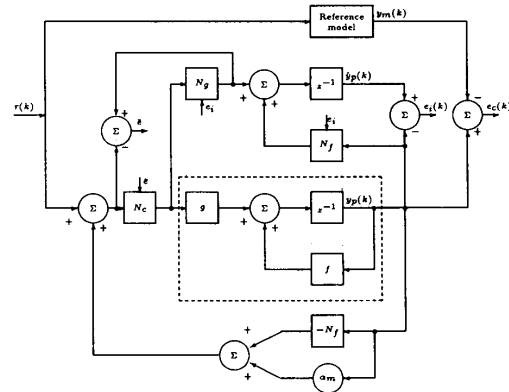 Reference
model
ym(k)
r(k)
Ng
ei
+
+
Σ
z⁻¹
ŷp(k)
+
−
Σ
ei(k)
−
+
Σ
ec(k)
+
−
Σ
ẽ
ei
Nf
+
+
Σ
ẽ
Nc
g
+
+
Σ
z⁻¹
yp(k)
f
−Nf
+
+
Σ
αm